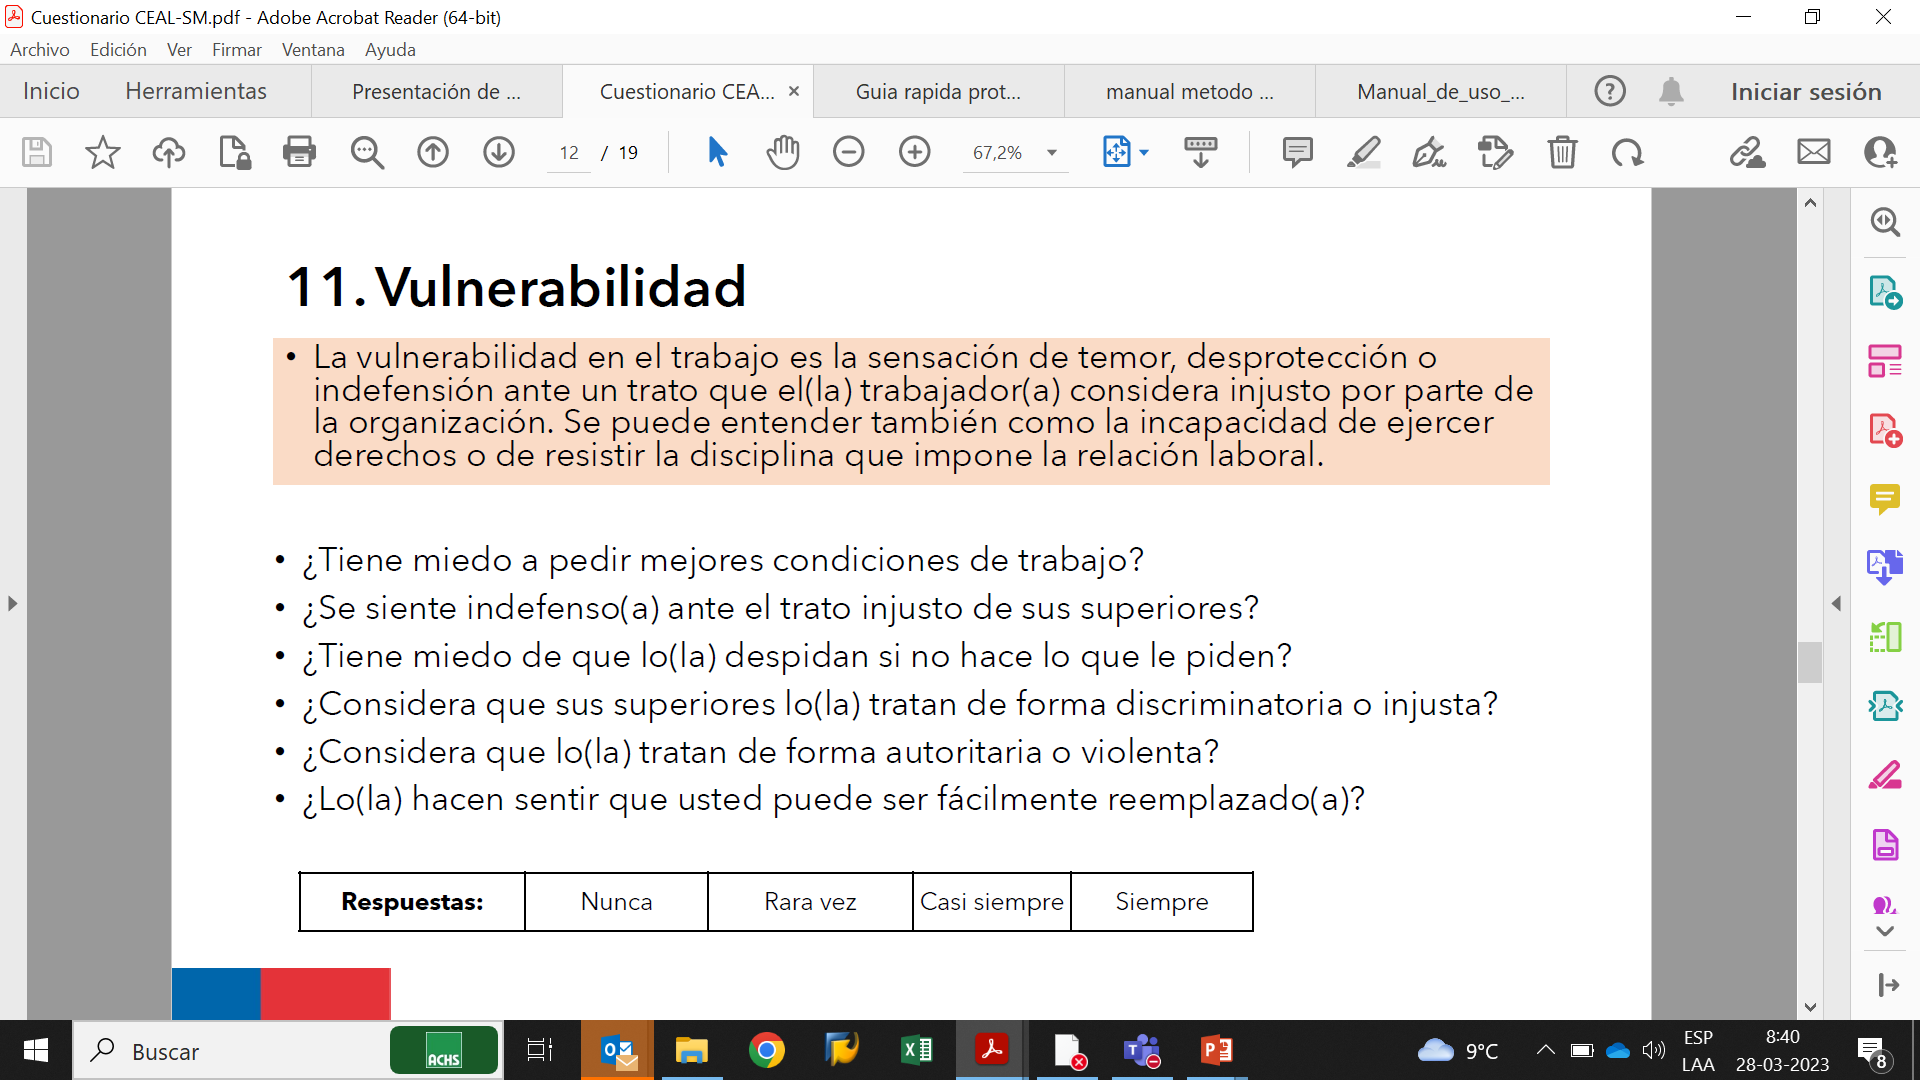 Cuestionario CEAL-SM.pdf - Adobe Acrobat Reader (64-bit)
Archivo Edición Ver Firmar Ventana Ayuda
Inicio Herramientas Presentación de ... Cuestionario CEA... × Guia rapida prot... manual metodo ... Manual_de_uso_... Iniciar sesión
12 / 19 67,2%
11. Vulnerabilidad
• La vulnerabilidad en el trabajo es la sensación de temor, desprotección o
indefensión ante un trato que el(la) trabajador(a) considera injusto por parte de
la organización. Se puede entender también como la incapacidad de ejercer
derechos o de resistir la disciplina que impone la relación laboral.
• ¿Tiene miedo a pedir mejores condiciones de trabajo?
• ¿Se siente indefenso(a) ante el trato injusto de sus superiores?
• ¿Tiene miedo de que lo(la) despidan si no hace lo que le piden?
• ¿Considera que sus superiores lo(la) tratan de forma discriminatoria o injusta?
• ¿Considera que lo(la) tratan de forma autoritaria o violenta?
• ¿Lo(la) hacen sentir que usted puede ser fácilmente reemplazado(a)?
Respuestas: Nunca Rara vez Casi siempre Siempre
Buscar ACHS 9°C ESP 8:40
LAA 28-03-2023 8